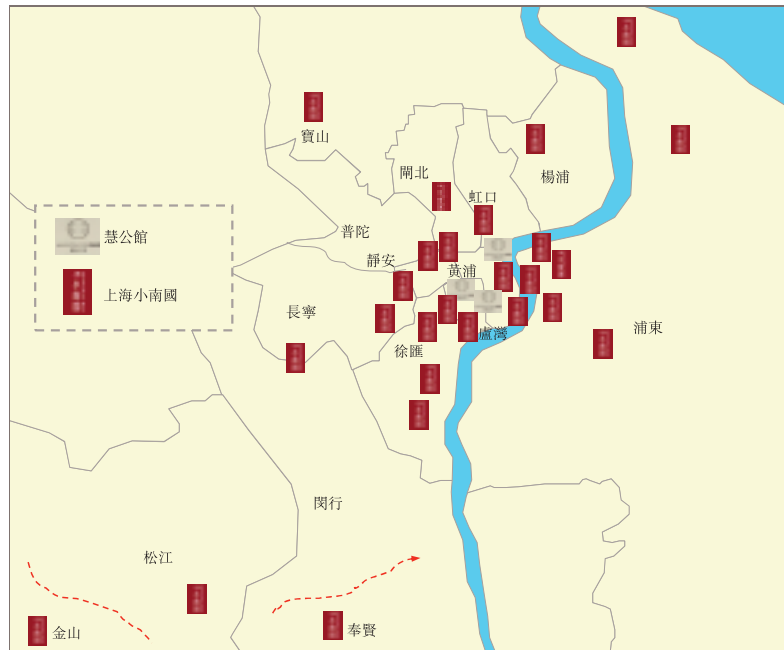 寶山
閘北
楊浦
虹口
普陀
慧公館
靜安
黃浦
上海小南國
長寧
浦東
盧灣
徐匯
閔行
松江
奉賢
金山